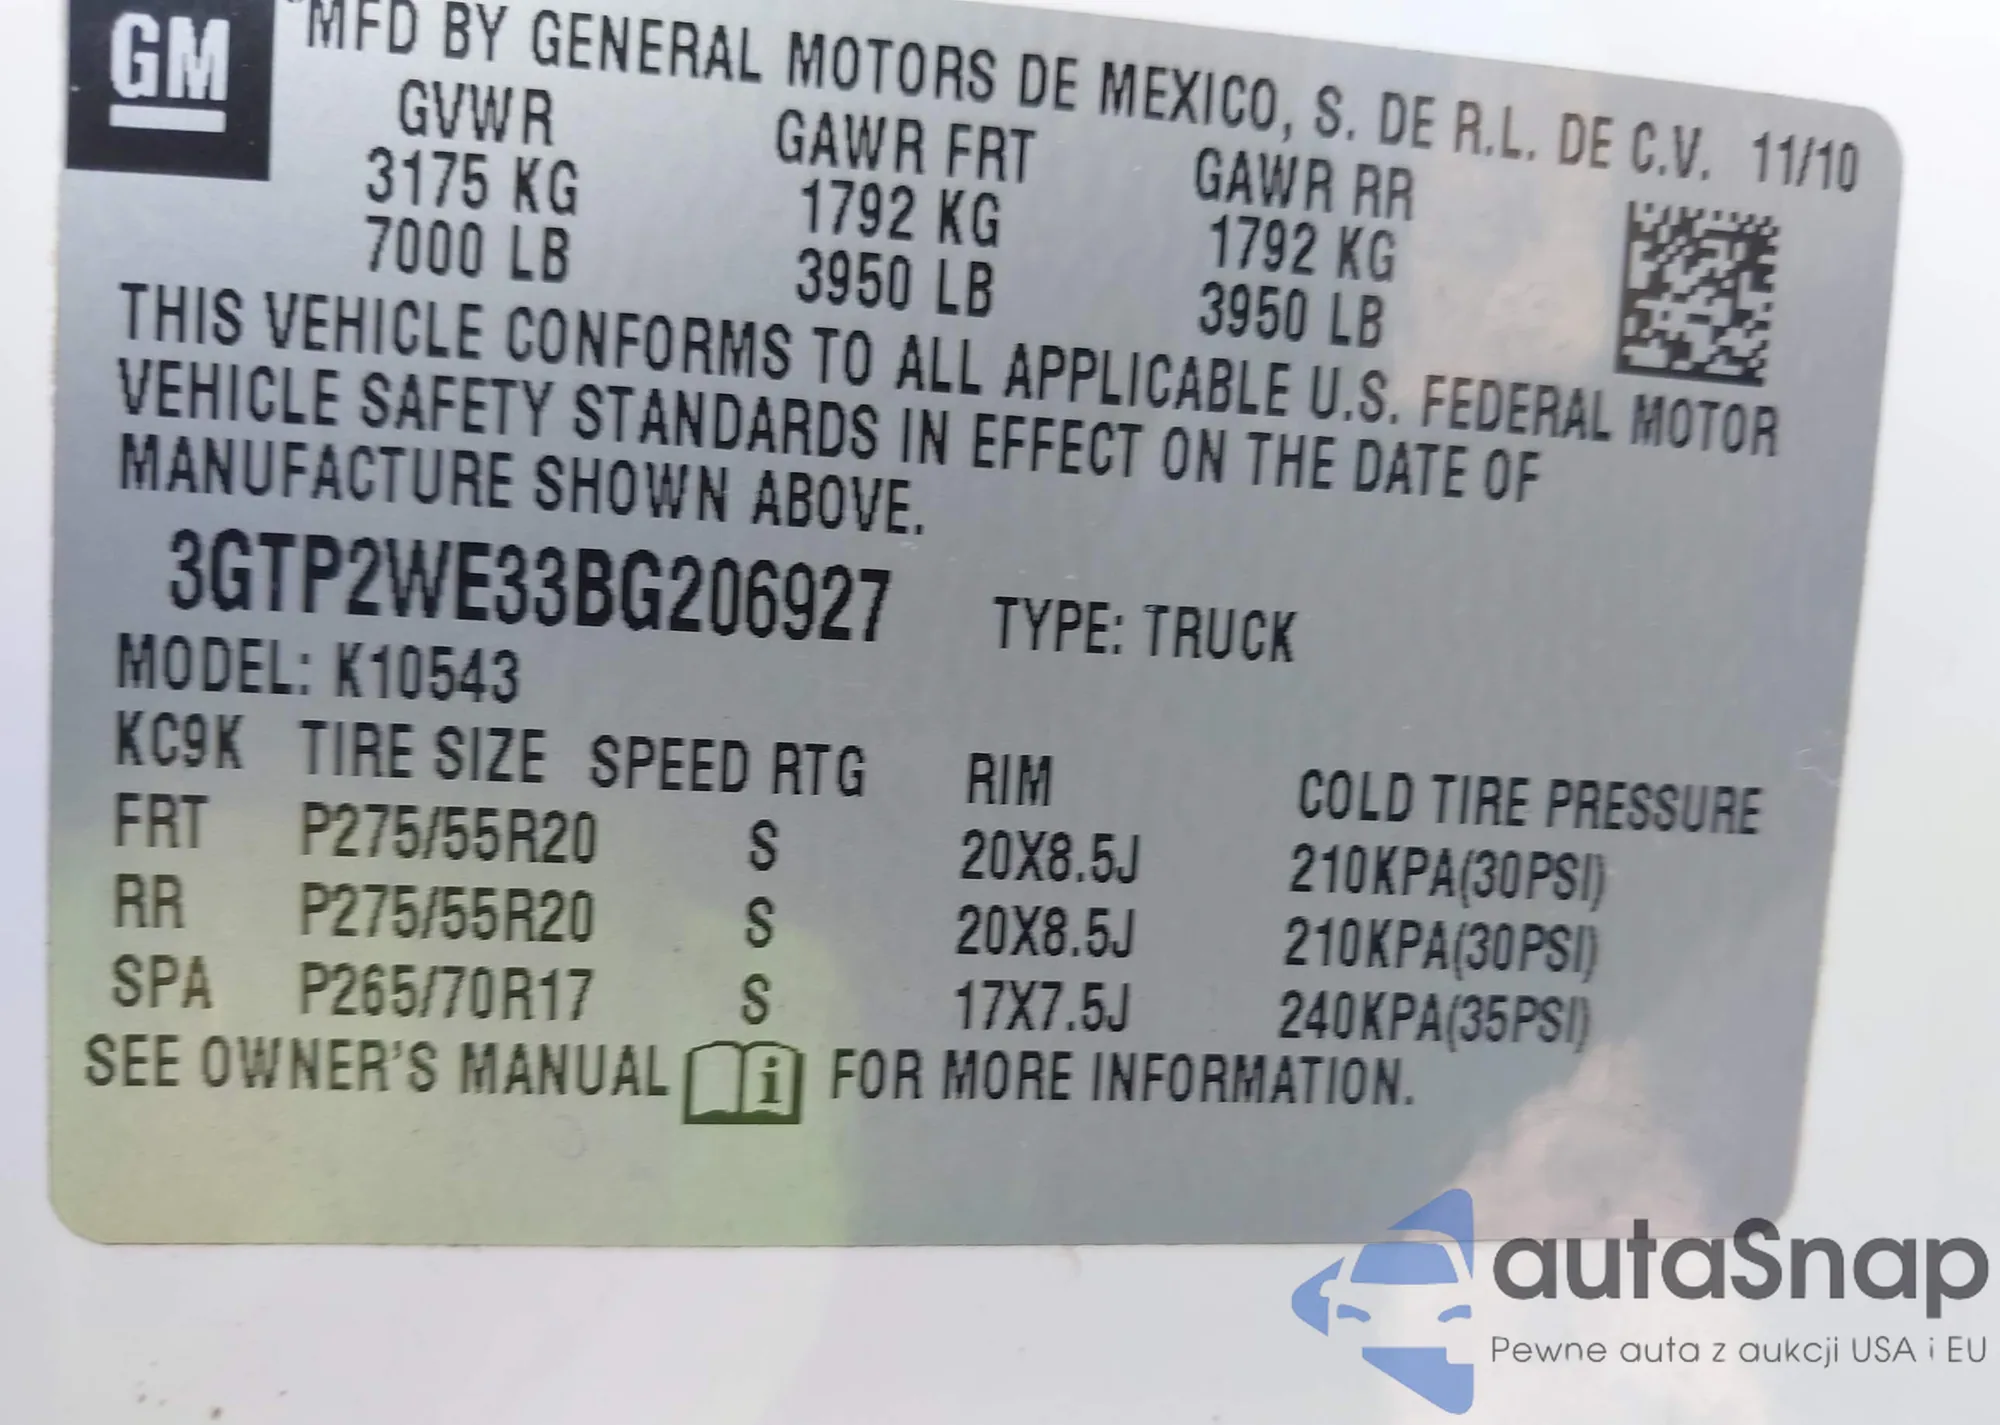 GM
MFD BY GENERAL MOTORS DE MEXICO, S. DE R.L. DE C.V. 11/10
GVWR GAWR FRT GAWR RR
3175 KG 1792 KG 1792 KG
7000 LB 3950 LB 3950 LB
THIS VEHICLE CONFORMS TO ALL APPLICABLE U.S. FEDERAL MOTOR
VEHICLE SAFETY STANDARDS IN EFFECT ON THE DATE OF
MANUFACTURE SHOWN ABOVE.
3GTP2WE33BG206927 TYPE: TRUCK
MODEL: K10543
KC9K TIRE SIZE SPEED RTG RIM COLD TIRE PRESSURE
FRT P275/55R20 S 20X8.5J 210KPA(30PSI)
RR P275/55R20 S 20X8.5J 210KPA(30PSI)
SPA P265/70R17 S 17X7.5J 240KPA(35PSI)
SEE OWNER'S MANUAL i FOR MORE INFORMATION.
autaSnap
Pewne auta z aukcji USA i EU